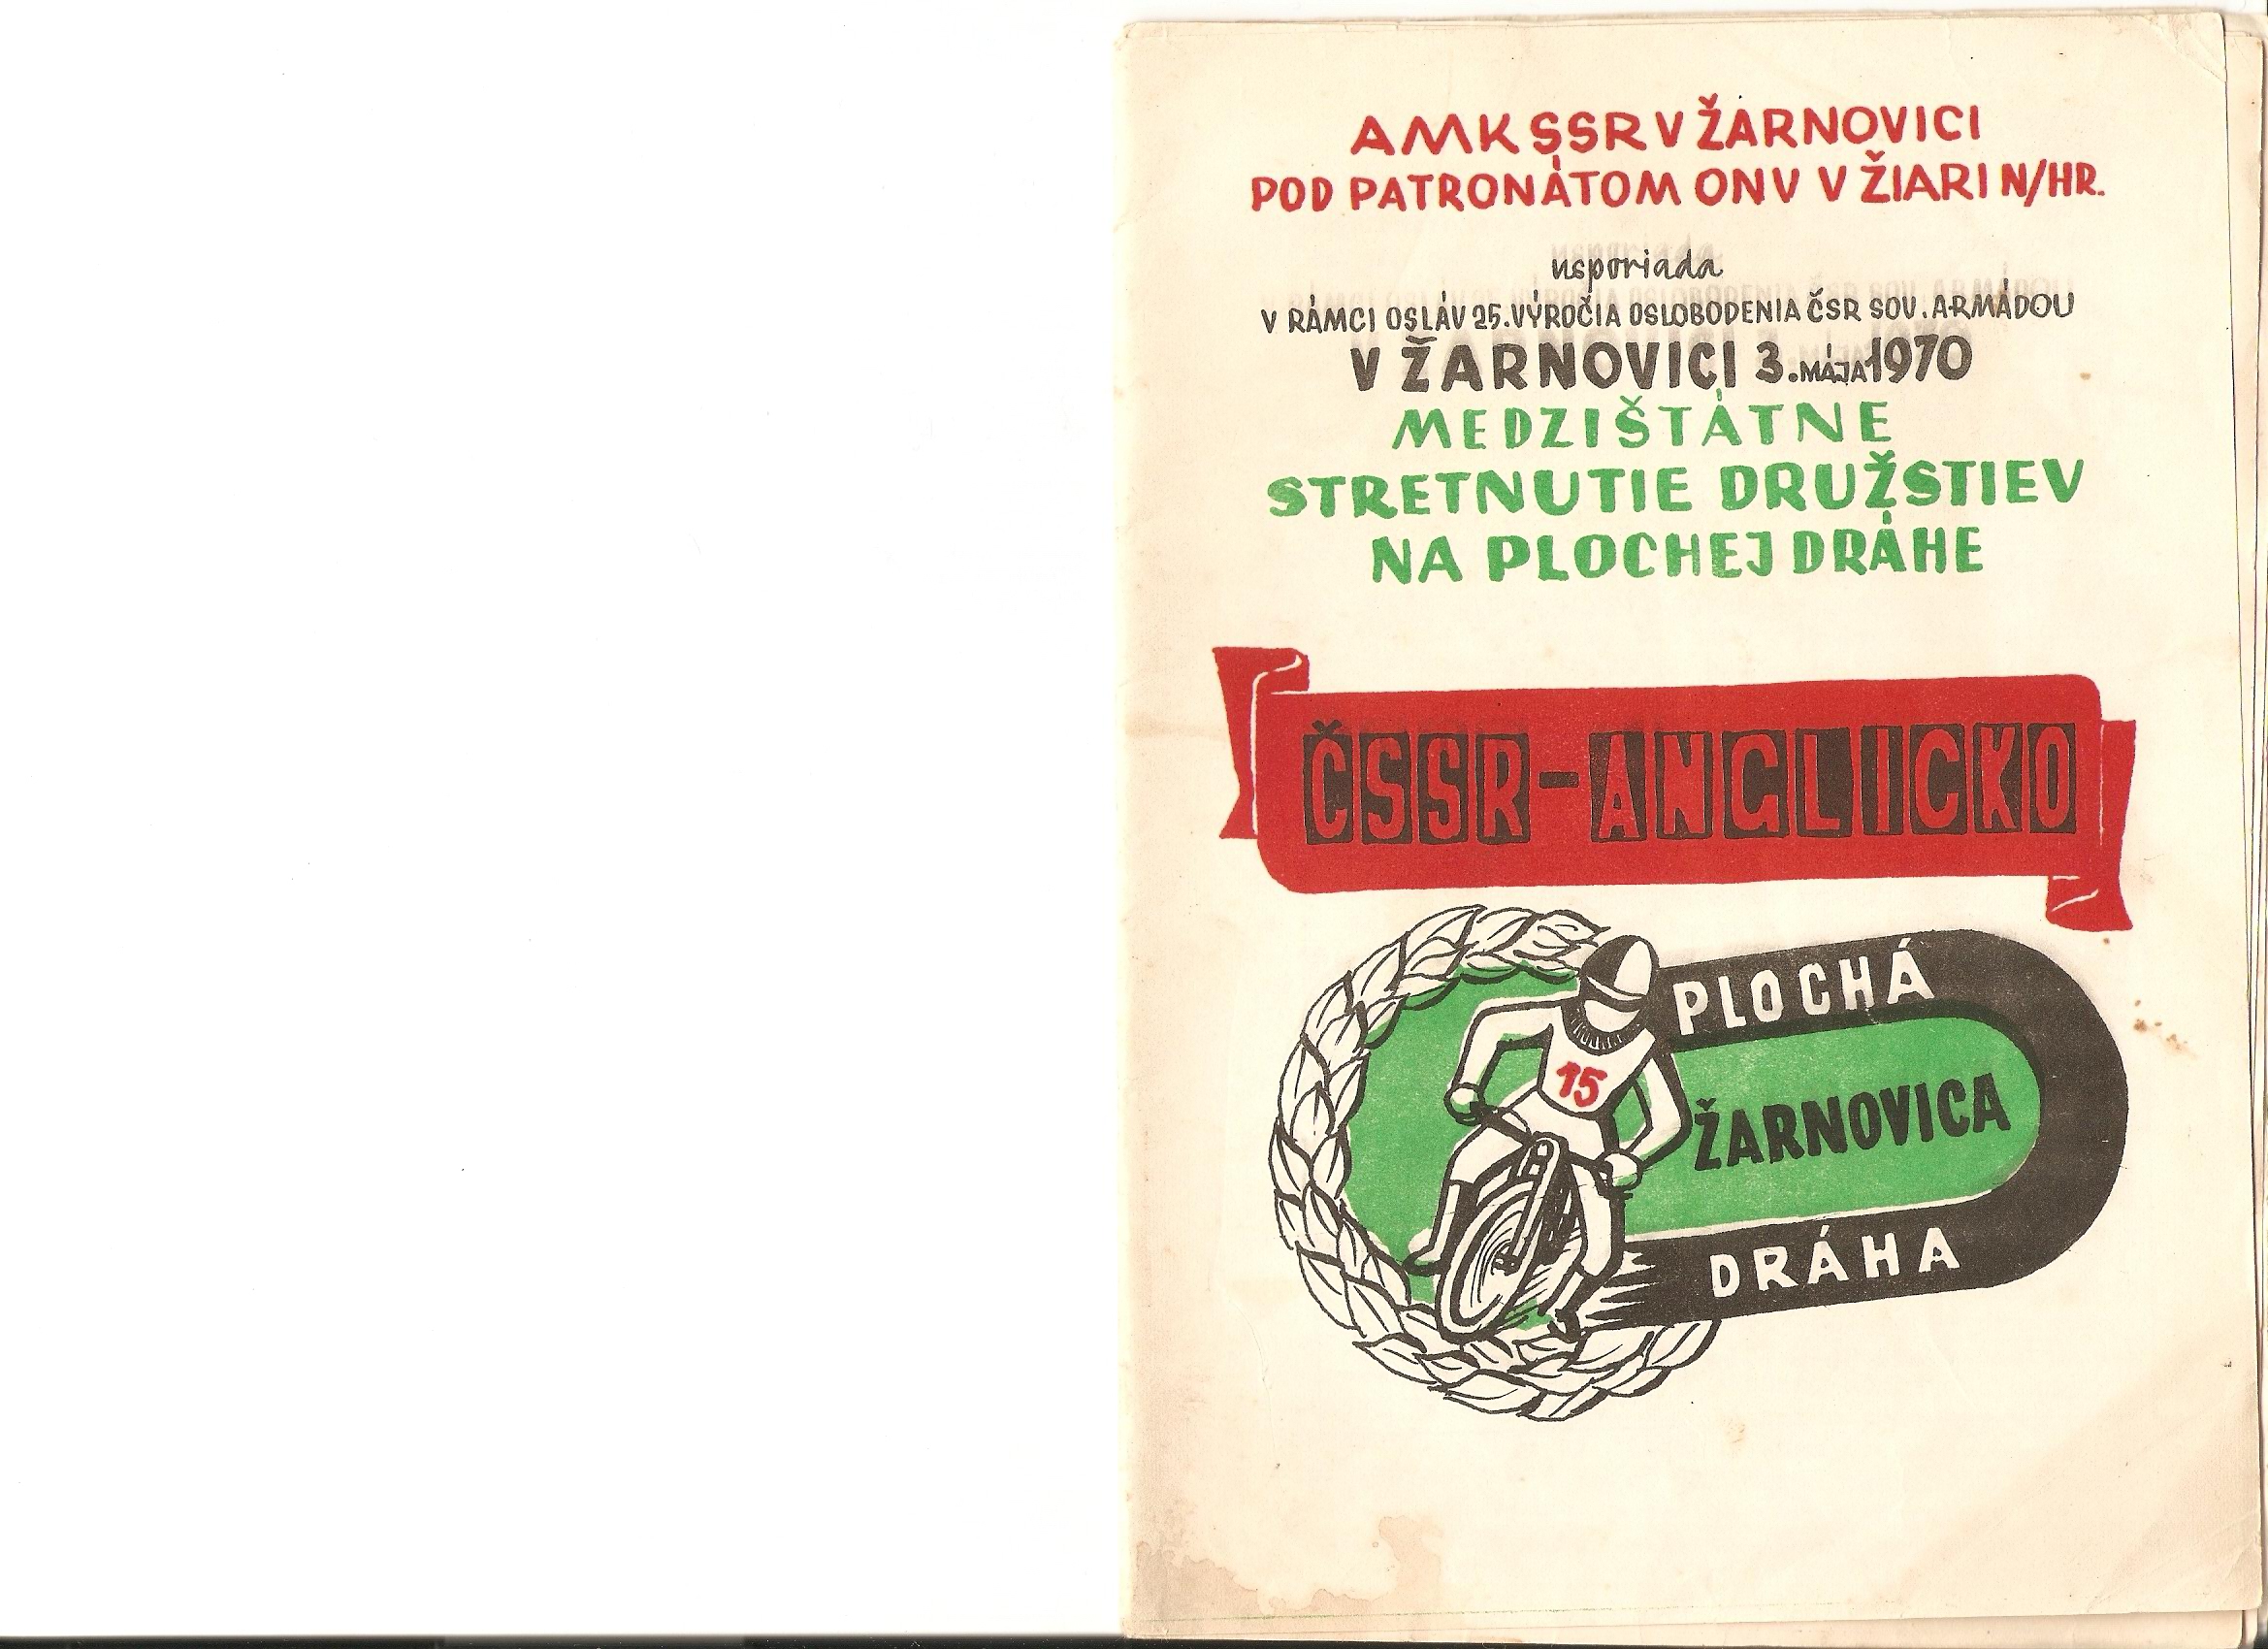 AMK SSR V ŽARNOVICI
POD PATRONÁTOM ONV V ŽIARI N/HR.
usporiada
V RÁMCI OSLÁV 25. VÝROČIA OSLOBODENIA ČSR SOV. ARMÁDOU
V ŽARNOVICI 3. MÁJA 1970
MEDZIŠTÁTNE
STRETNUTIE DRUŽSTIEV
NA PLOCHEJ DRÁHE
ČSSR - ANGLICKO
PLOCHÁ
15
ŽARNOVICA
DRÁHA